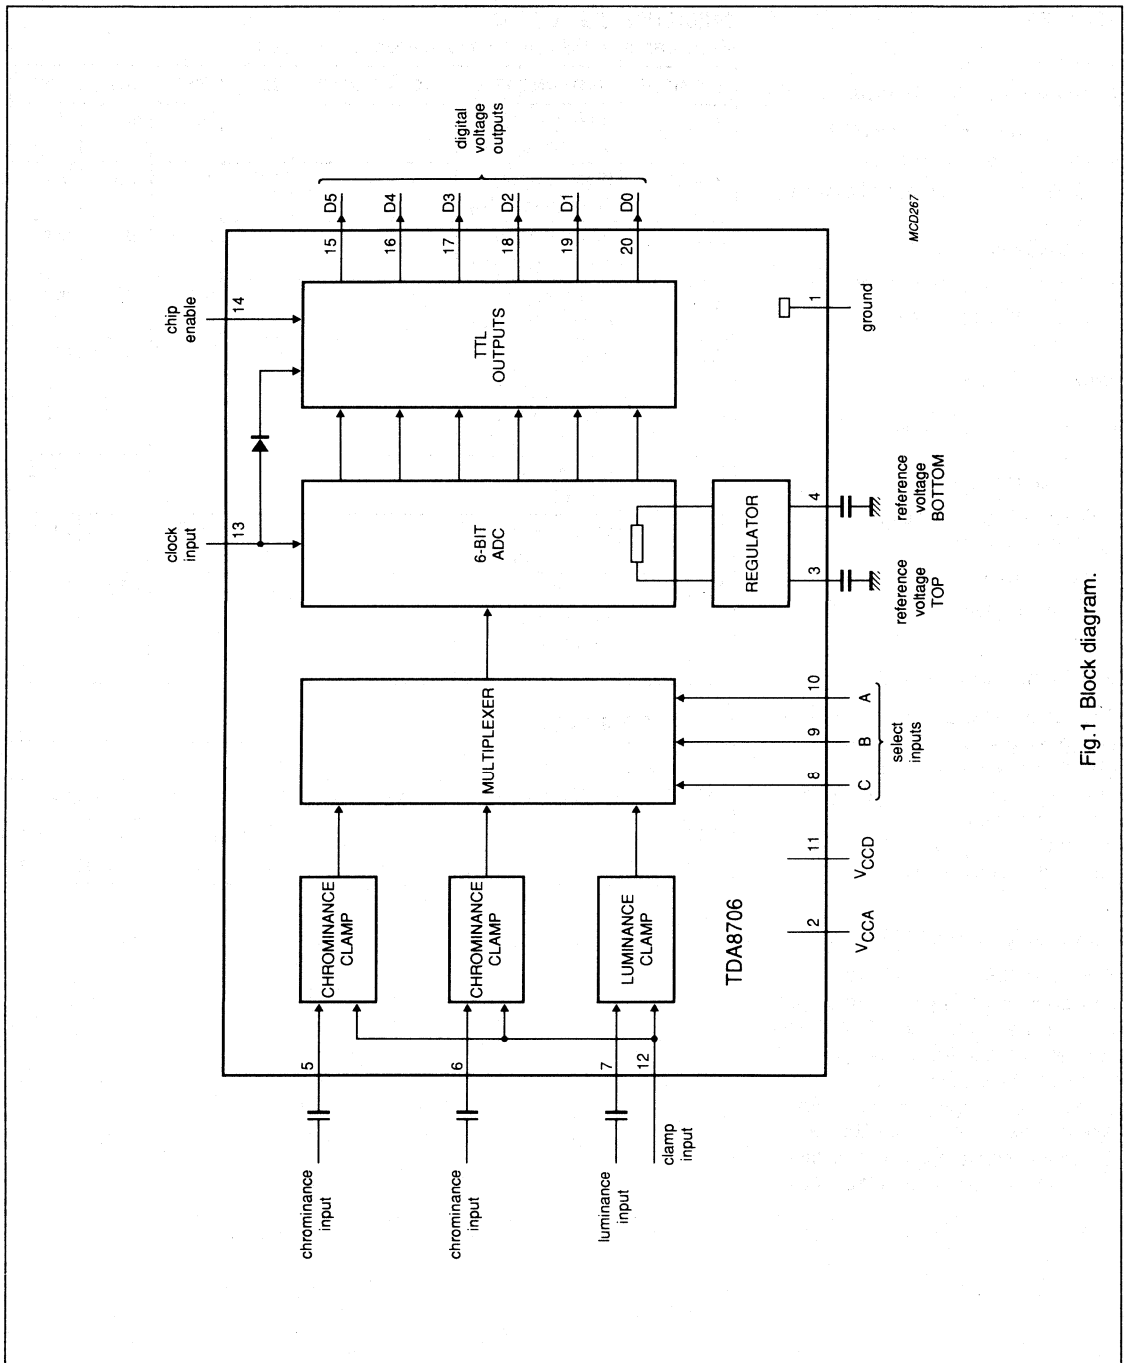 chip
enable
14
clock
input
13
D5
15
D4
16
D3
17
D2
18
D1
19
D0
20
digital
voltage
outputs
TTL
OUTPUTS
6-BIT
ADC
MULTIPLEXER
REGULATOR
CHROMINANCE
CLAMP
CHROMINANCE
CLAMP
LUMINANCE
CLAMP
chrominance
input
5
chrominance
input
6
luminance
input
7
clamp
input
12
TDA8706
2
VCCA
11
VCCD
8
C
9
B
10
A
select
inputs
3
reference
voltage
TOP
4
reference
voltage
BOTTOM
1
ground
MCD267
Fig.1 Block diagram.